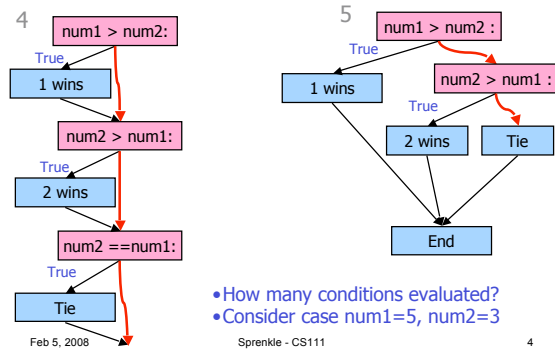 4
num1 > num2:
True
1 wins
num2 > num1:
True
2 wins
num2 ==num1:
True
Tie
5
num1 > num2 :
True
1 wins
num2 > num1 :
True
2 wins
Tie
End
•How many conditions evaluated?
•Consider case num1=5, num2=3
Feb 5, 2008
Sprenkle - CS111
4